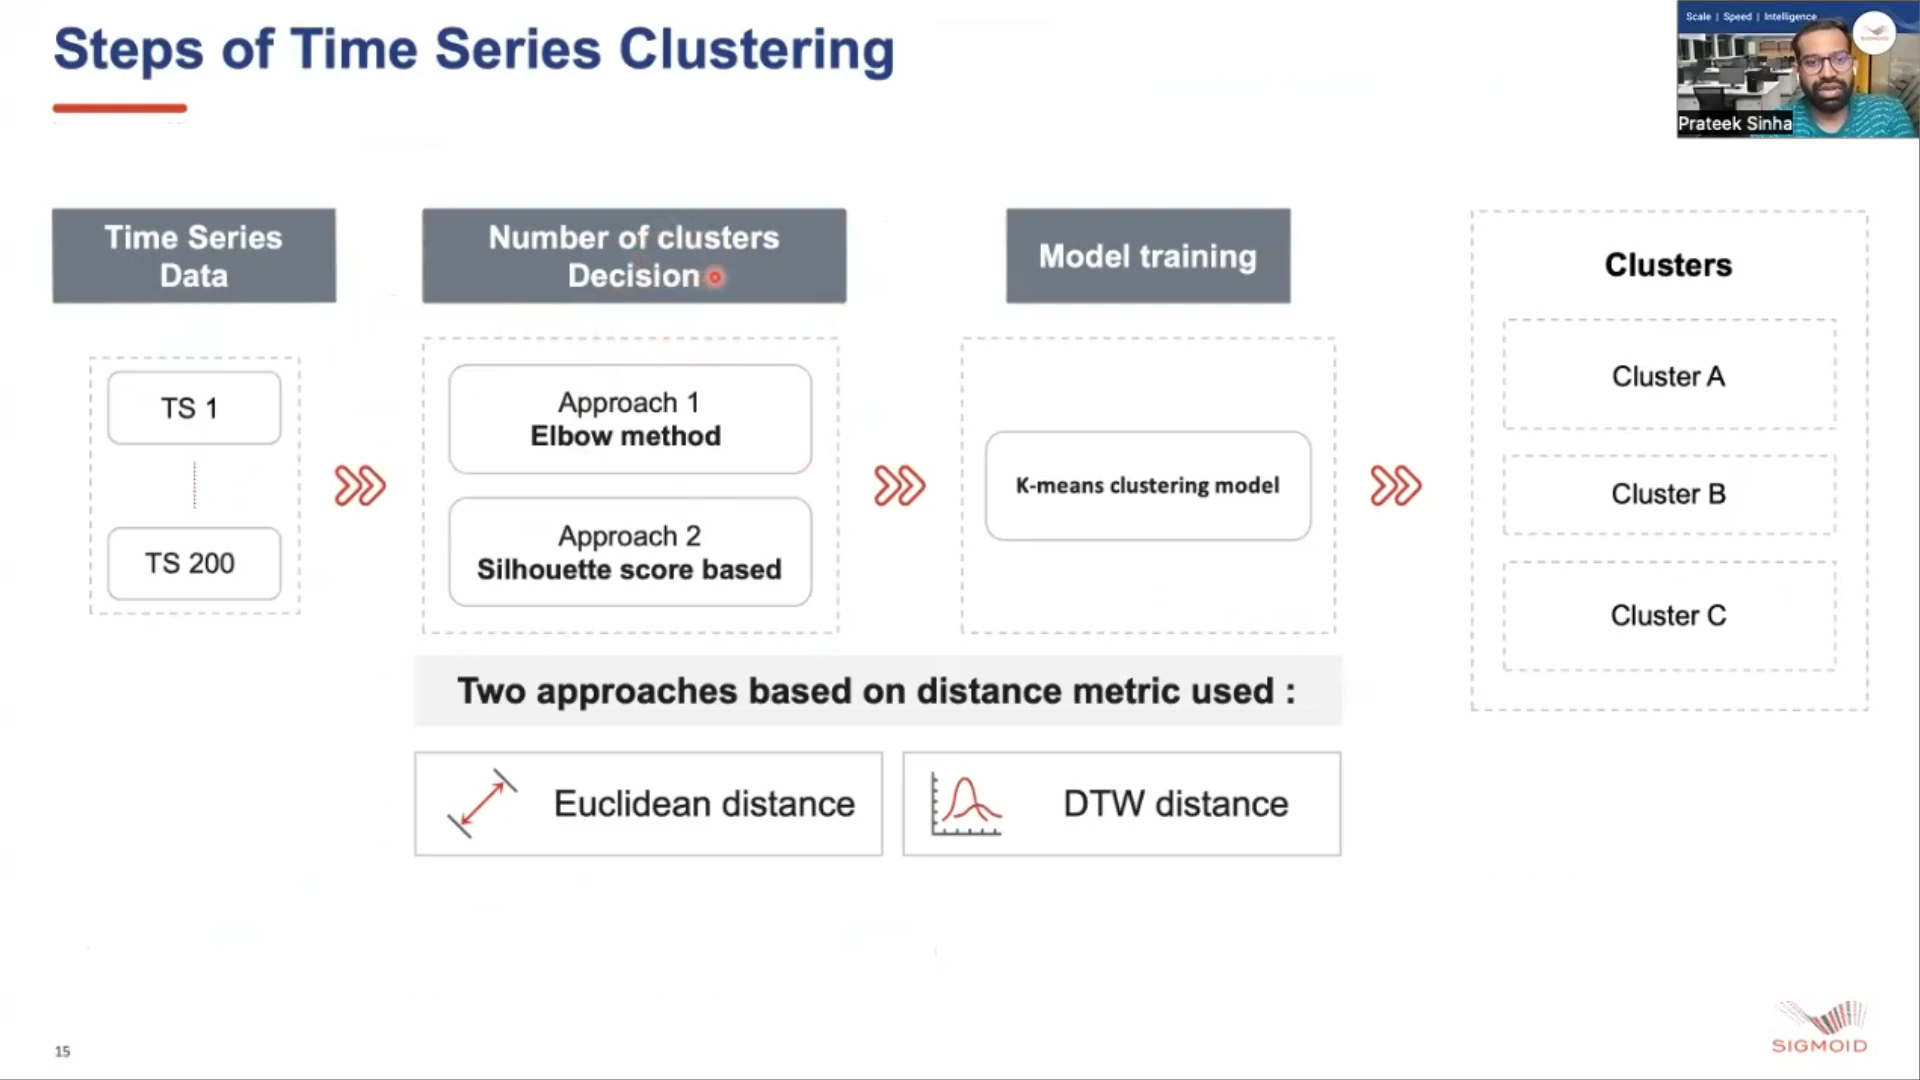 Steps of Time Series Clustering
Scale | Speed | Intelligence
SIGMOID
Prateek Sinha
Time Series
Data
TS 1
TS 200
Number of clusters
Decision
Approach 1
Elbow method
Approach 2
Silhouette score based
Model training
K-means clustering model
Clusters
Cluster A
Cluster B
Cluster C
Two approaches based on distance metric used :
Euclidean distance
DTW distance
15
SIGMOID